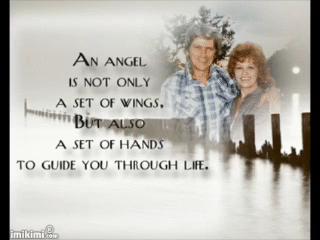 An angel
is not only
a set of wings.
But also
a set of hands
to guide you through life.
imikimi.com